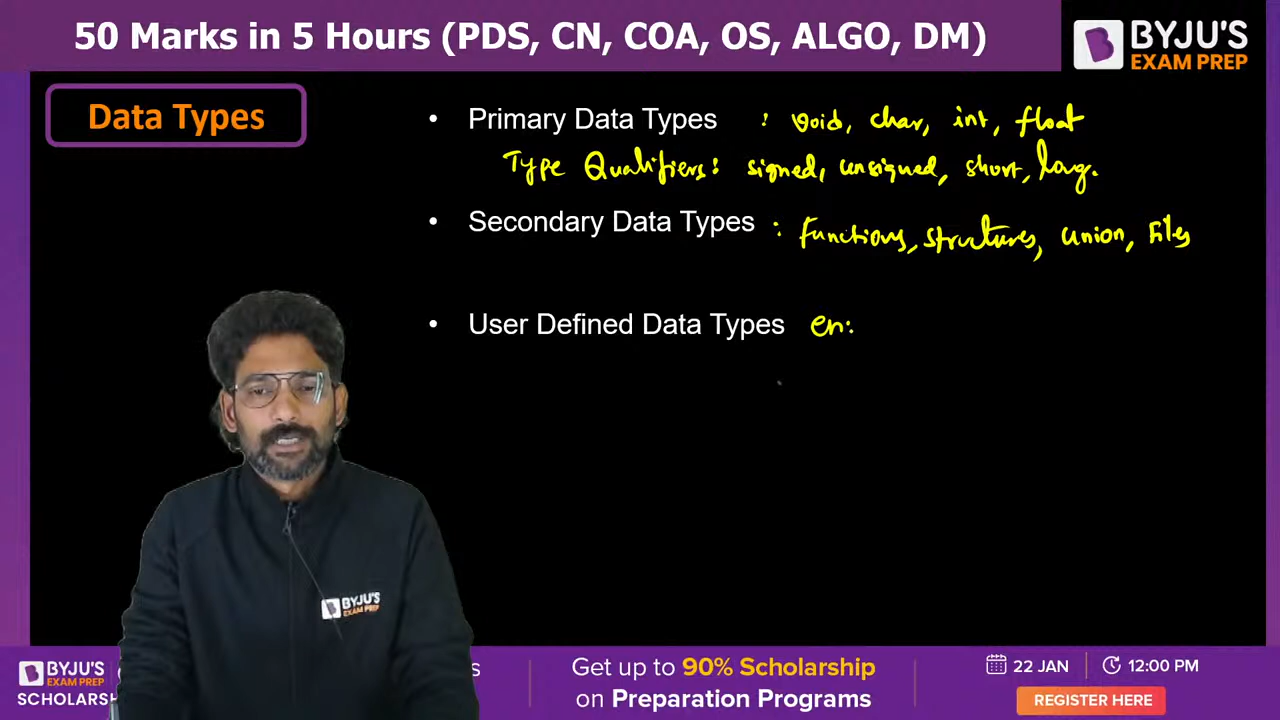 50 Marks in 5 Hours (PDS, CN, COA, OS, ALGO, DM)
BYJU'S
EXAM PREP
Data Types
• Primary Data Types : void, char, int, float
Type Qualifiers: signed, unsigned, short, long.
• Secondary Data Types : functions, structures, union, Files
• User Defined Data Types en:
BYJU'S
EXAM PREP
BYJU'S
EXAM PREP
SCHOLARSH
Get up to 90% Scholarship
on Preparation Programs
22 JAN
12:00 PM
REGISTER HERE